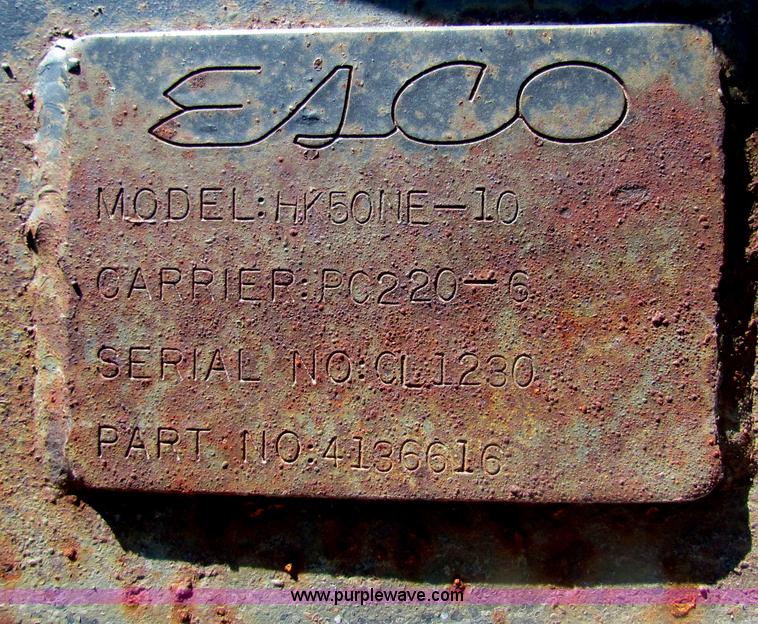 ESCO
MODEL:HK50NE-10
CARRIER:PC220-6
SERIAL NO:CL1230
PART NO:4136616
www.purplewave.com